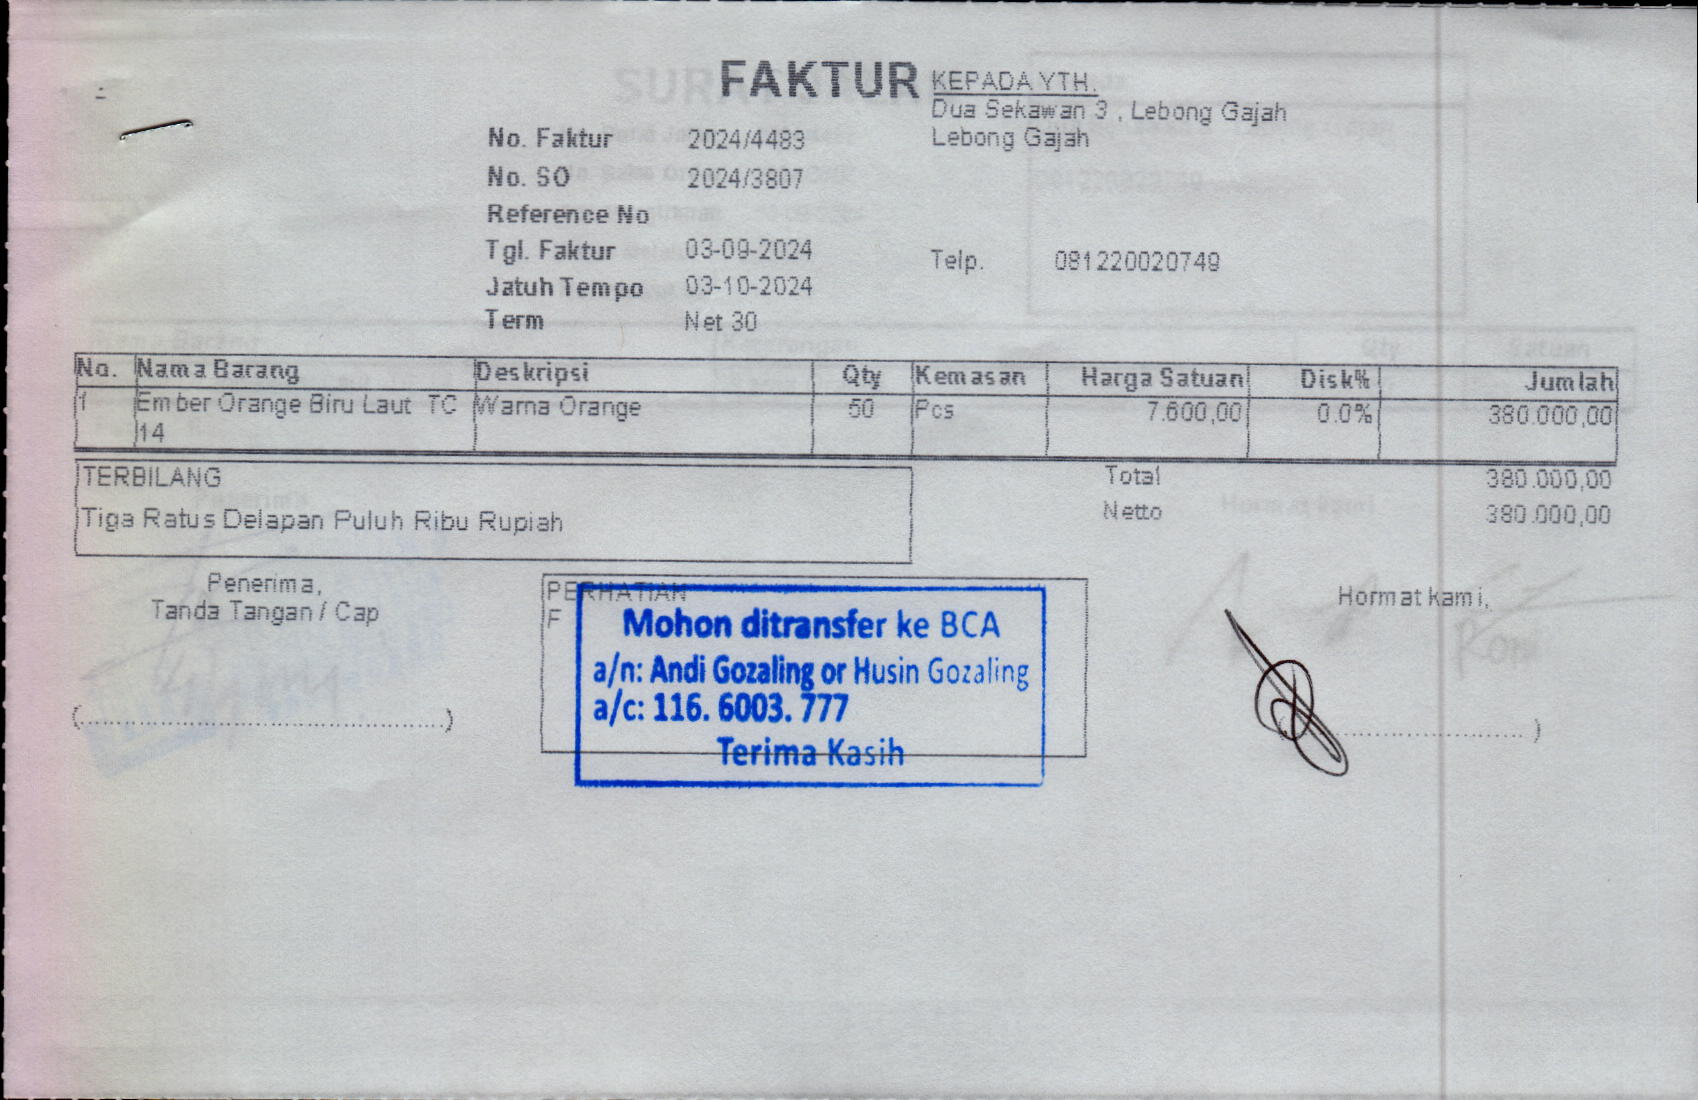 FAKTUR
KEPADA YTH.
Dua Sekawan 3 , Lebong Gajah
Lebong Gajah
No. Faktur 2024/4483
No. SO 2024/3807
Reference No
Tgl. Faktur 03-09-2024
Telp. 081220020749
Jatuh Tempo 03-10-2024
Term Net 30
No. Nama Barang Deskripsi Qty Kemasan Harga Satuan Disk% Jumlah
1 Ember Orange Biru Laut TC Warna Orange 50 Pcs 7.600,00 0.0% 380.000,00
14
TERBILANG
Total 380.000,00
Tiga Ratus Delapan Puluh Ribu Rupiah
Netto 380.000,00
Penerima,
Tanda Tangan / Cap
PERHATIAN
F
Mohon ditransfer ke BCA
a/n: Andi Gozaling or Husin Gozaling
a/c: 116. 6003. 777
Terima Kasih
Hormat kami,
(..........................................................)
........................... )